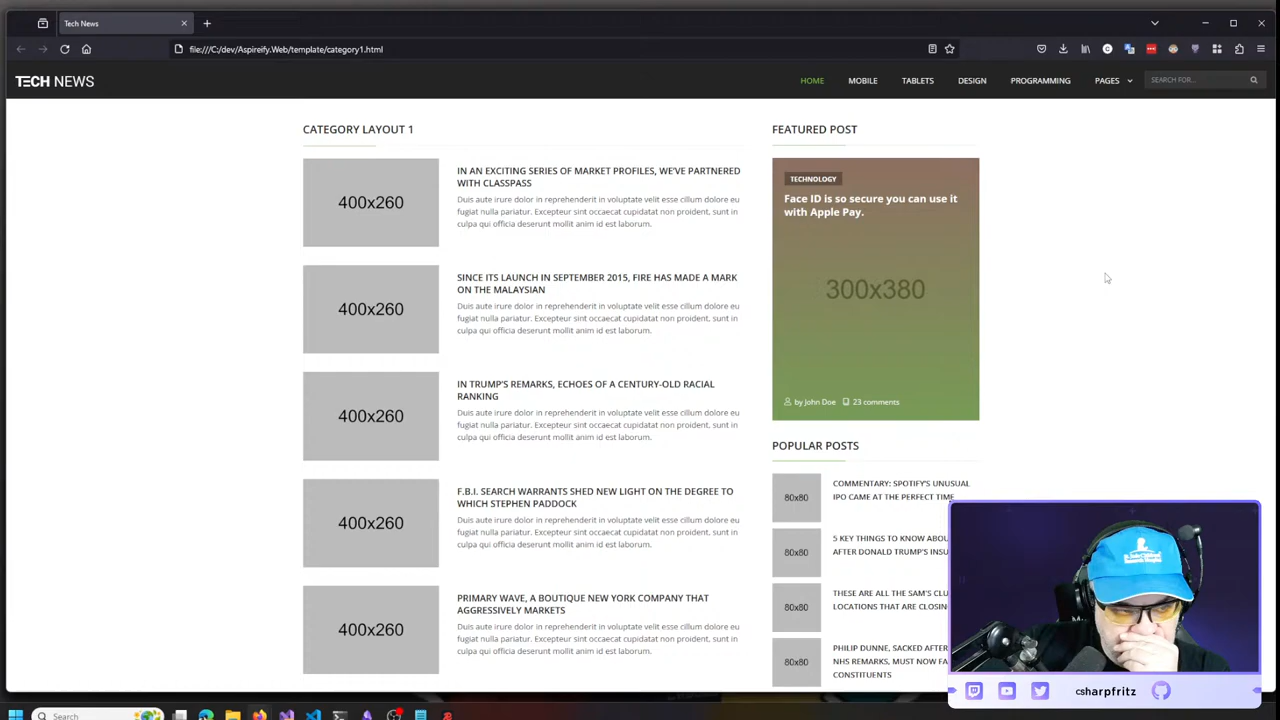 Tech News
file:///C:/dev/Aspireify.Web/template/category1.html
TECH NEWS
HOME
MOBILE
TABLETS
DESIGN
PROGRAMMING
PAGES
SEARCH FOR...
CATEGORY LAYOUT 1
400x260
IN AN EXCITING SERIES OF MARKET PROFILES, WE'VE PARTNERED
WITH CLASSPASS
Duis aute irure dolor in reprehenderit in voluptate velit esse cillum dolore eu
fugiat nulla pariatur. Excepteur sint occaecat cupidatat non proident, sunt in
culpa qui officia deserunt mollit anim id est laborum.
400x260
SINCE ITS LAUNCH IN SEPTEMBER 2015, FIRE HAS MADE A MARK
ON THE MALAYSIAN
Duis aute irure dolor in reprehenderit in voluptate velit esse cillum dolore eu
fugiat nulla pariatur. Excepteur sint occaecat cupidatat non proident, sunt in
culpa qui officia deserunt mollit anim id est laborum.
400x260
IN TRUMP'S REMARKS, ECHOES OF A CENTURY-OLD RACIAL
RANKING
Duis aute irure dolor in reprehenderit in voluptate velit esse cillum dolore eu
fugiat nulla pariatur. Excepteur sint occaecat cupidatat non proident, sunt in
culpa qui officia deserunt mollit anim id est laborum.
400x260
F.B.I. SEARCH WARRANTS SHED NEW LIGHT ON THE DEGREE TO
WHICH STEPHEN PADDOCK
Duis aute irure dolor in reprehenderit in voluptate velit esse cillum dolore eu
fugiat nulla pariatur. Excepteur sint occaecat cupidatat non proident, sunt in
culpa qui officia deserunt mollit anim id est laborum.
400x260
PRIMARY WAVE, A BOUTIQUE NEW YORK COMPANY THAT
AGGRESSIVELY MARKETS
Duis aute irure dolor in reprehenderit in voluptate velit esse cillum dolore eu
fugiat nulla pariatur. Excepteur sint occaecat cupidatat non proident, sunt in
culpa qui officia deserunt mollit anim id est laborum.
FEATURED POST
TECHNOLOGY
Face ID is so secure you can use it
with Apple Pay.
300x380
by John Doe
23 comments
POPULAR POSTS
80x80
COMMENTARY: SPOTIFY'S UNUSUAL
IPO CAME AT THE PERFECT TIME
80x80
5 KEY THINGS TO KNOW ABOU
AFTER DONALD TRUMP'S INSU
80x80
THESE ARE ALL THE SAM'S CLU
LOCATIONS THAT ARE CLOSIN
80x80
PHILIP DUNNE, SACKED AFTER
NHS REMARKS, MUST NOW FA
CONSTITUENTS
csharpfritz
Search